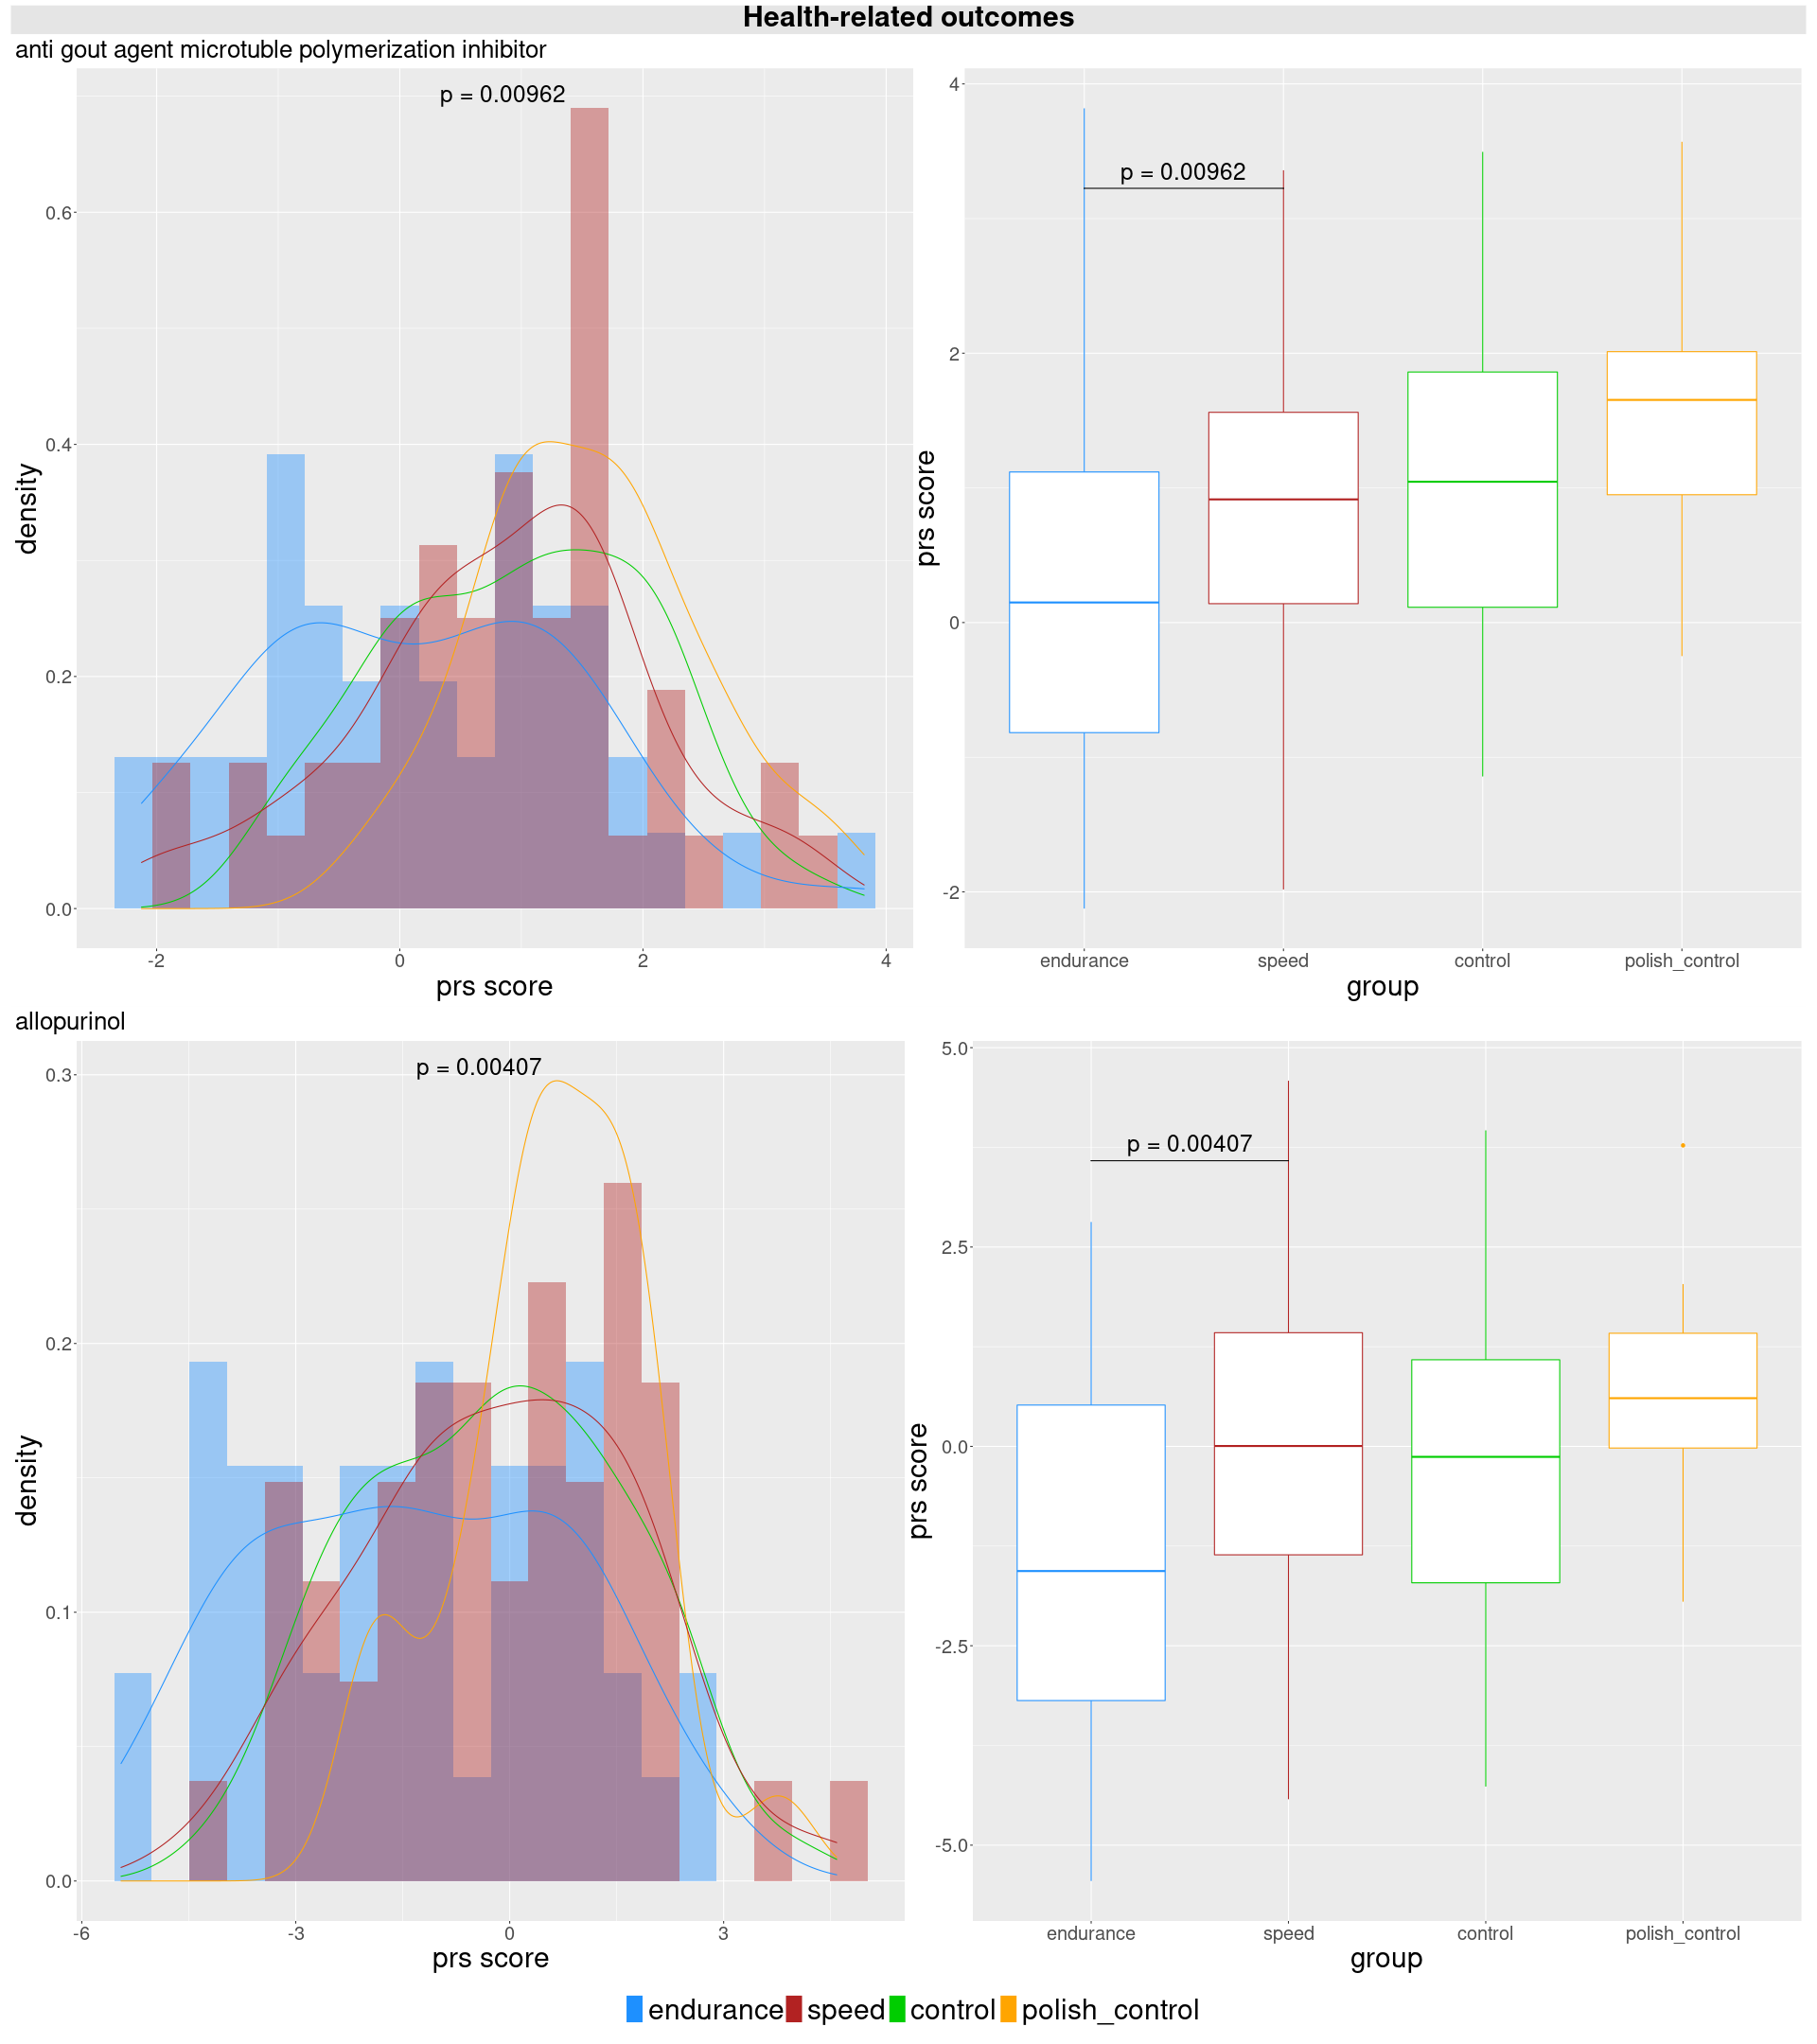 Health-related outcomes
anti gout agent microtuble polymerization inhibitor
p = 0.00962
0.6
0.4
0.2
0.0
density
-2 0 2 4
prs score
4
2
0
-2
prs score
p = 0.00962
endurance speed control polish_control
group
allopurinol
p = 0.00407
0.3
0.2
0.1
0.0
density
-6 -3 0 3
prs score
5.0
2.5
0.0
-2.5
-5.0
prs score
p = 0.00407
endurance speed control polish_control
group
endurance speed control polish_control